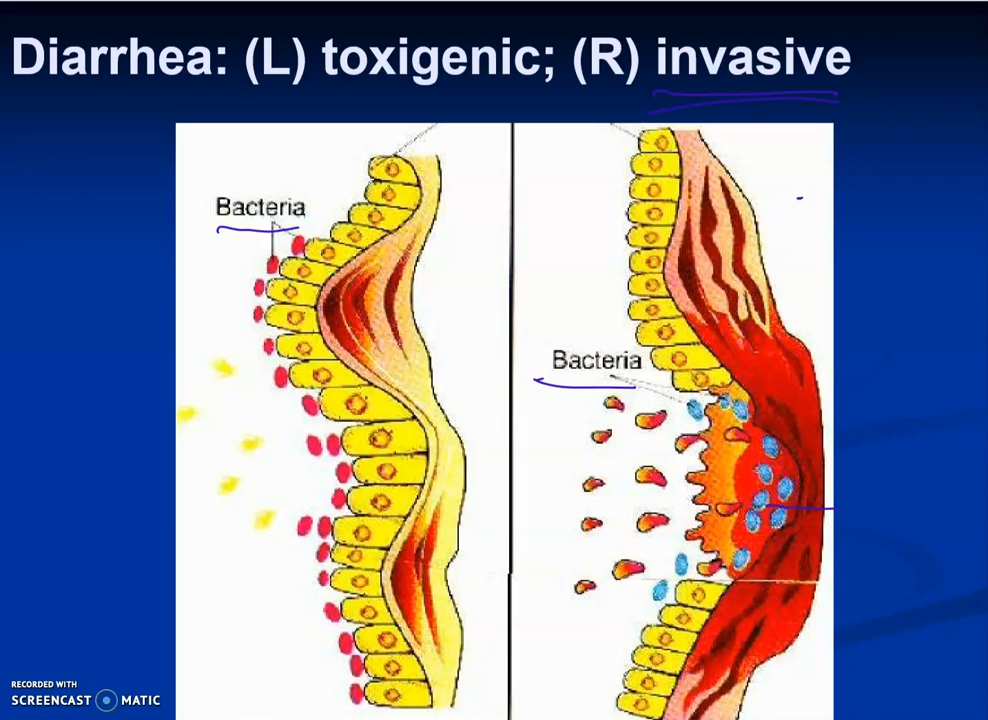 Diarrhea: (L) toxigenic; (R) invasive
Bacteria
Bacteria
RECORDED WITH
SCREENCAST MATIC